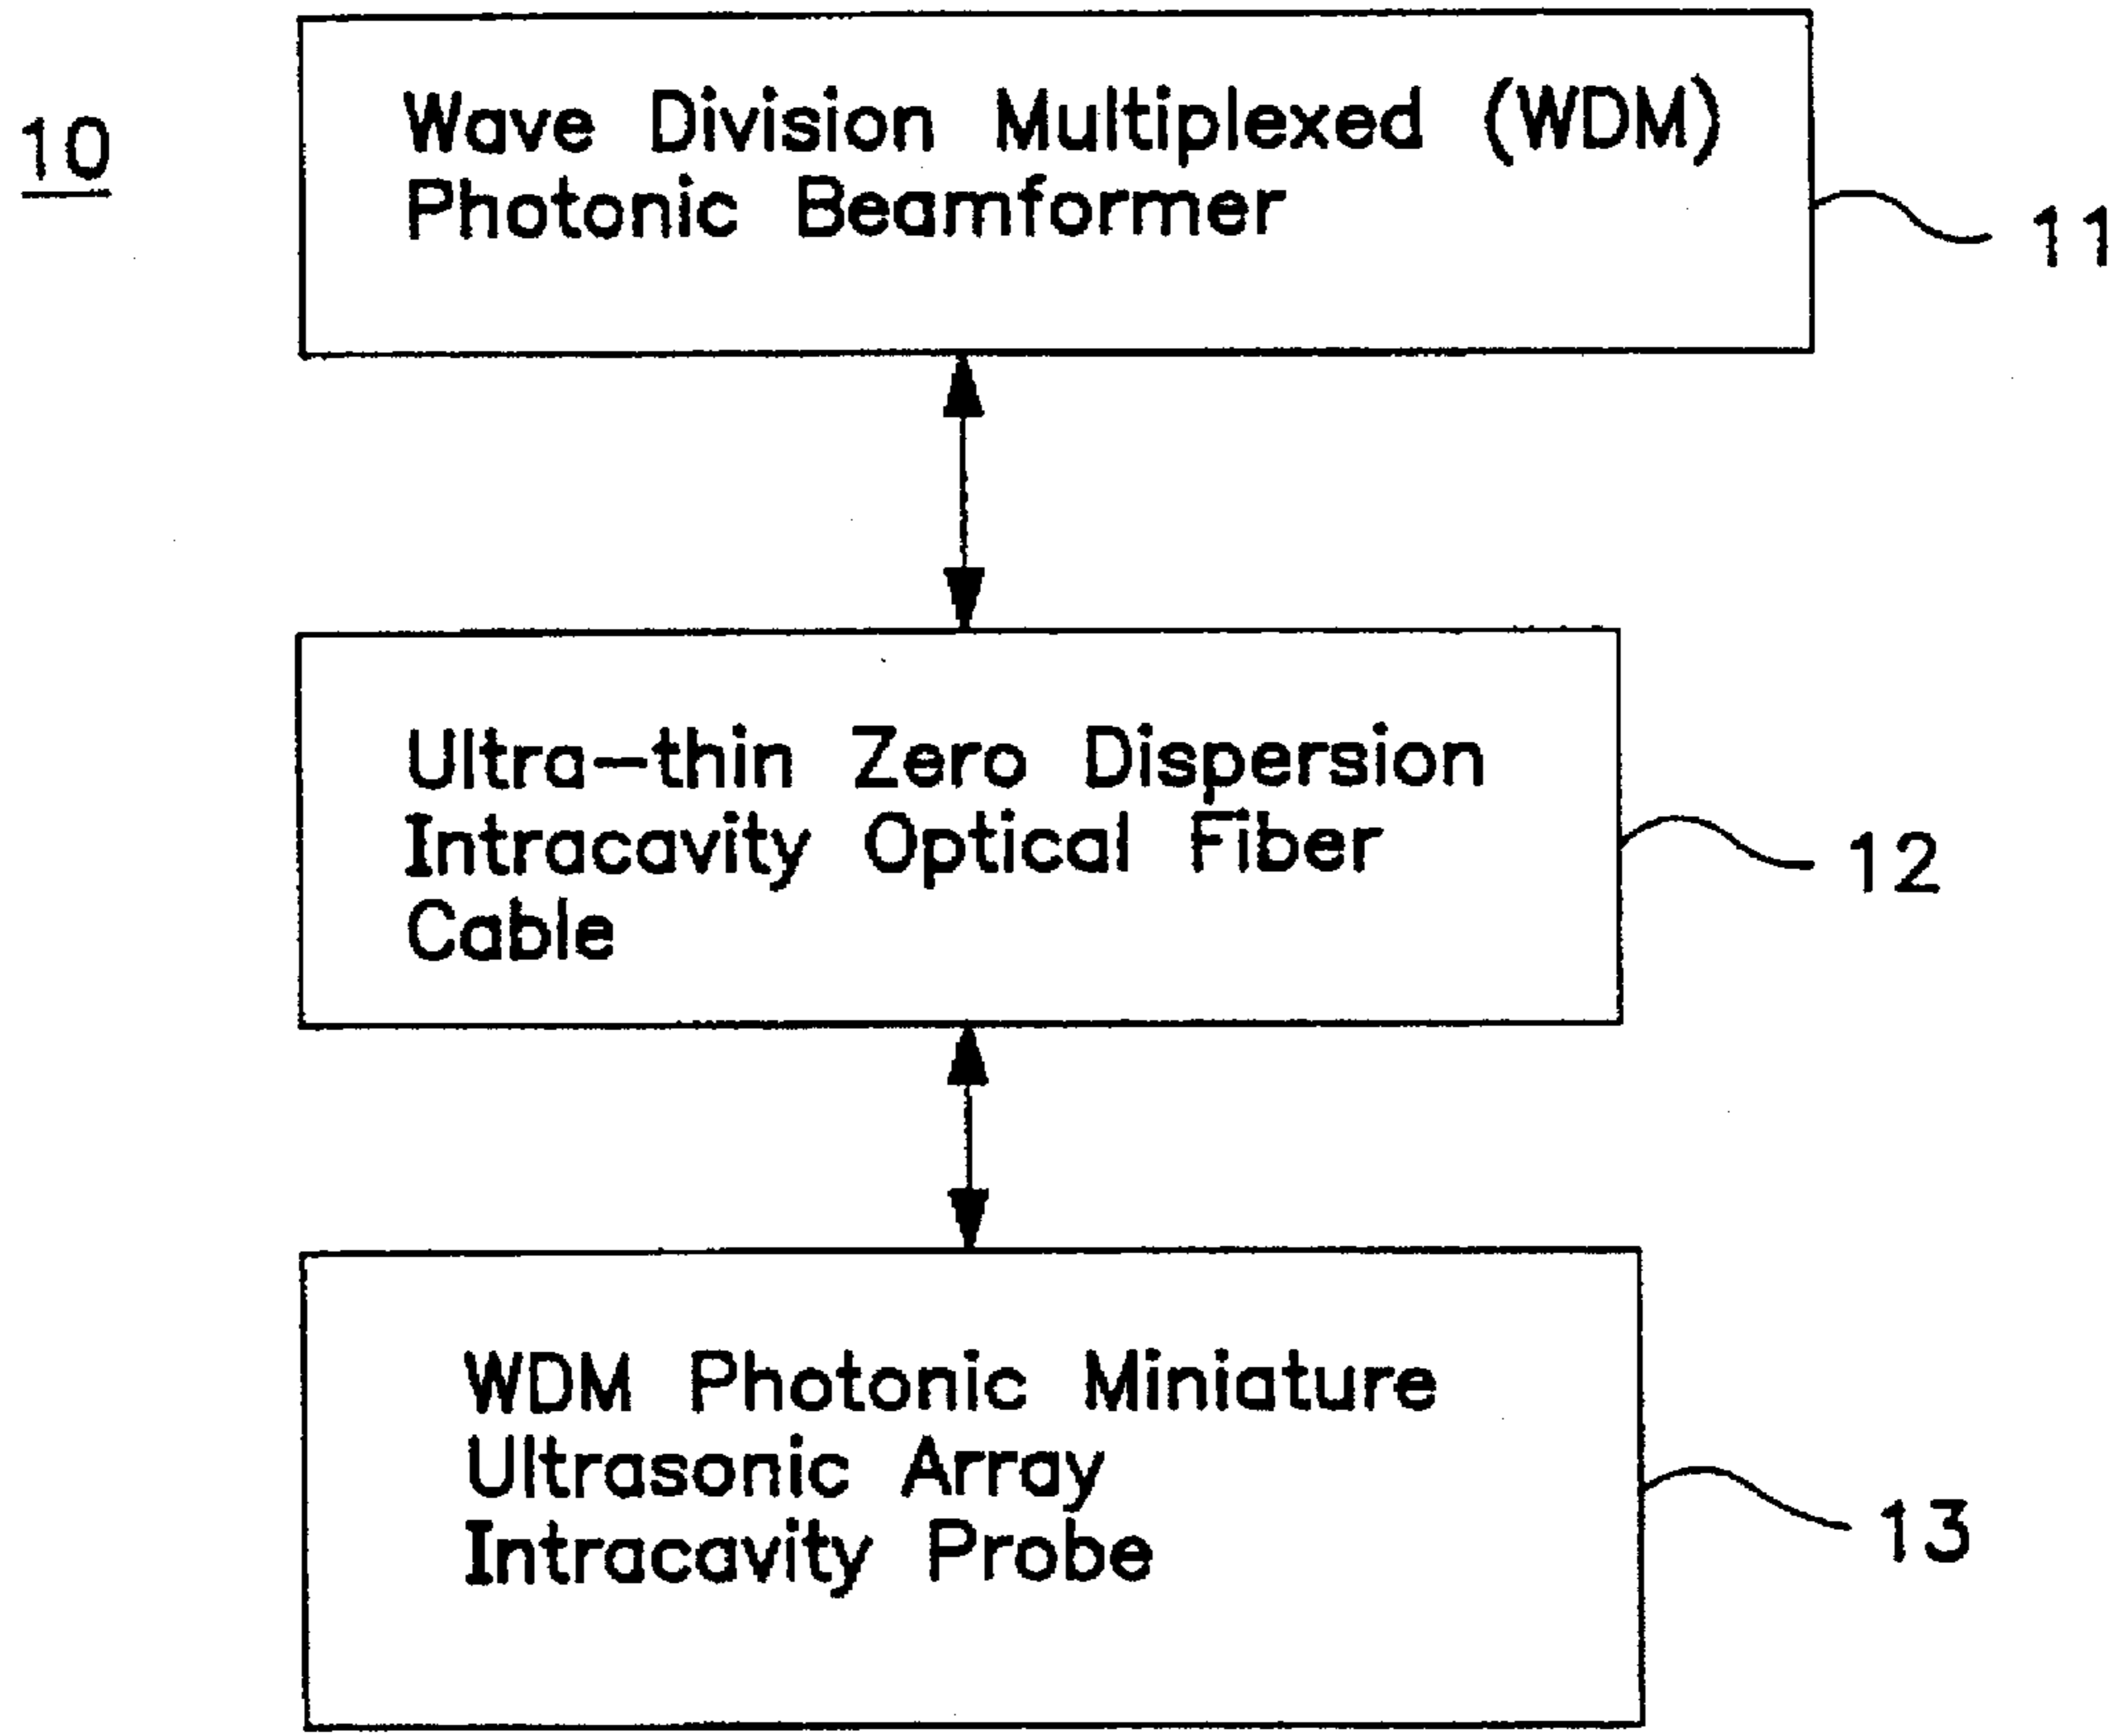 10
Wave Division Multiplexed (WDM)
Photonic Beamformer
11
Ultra-thin Zero Dispersion
Intracavity Optical Fiber
Cable
12
WDM Photonic Miniature
Ultrasonic Array
Intracavity Probe
13